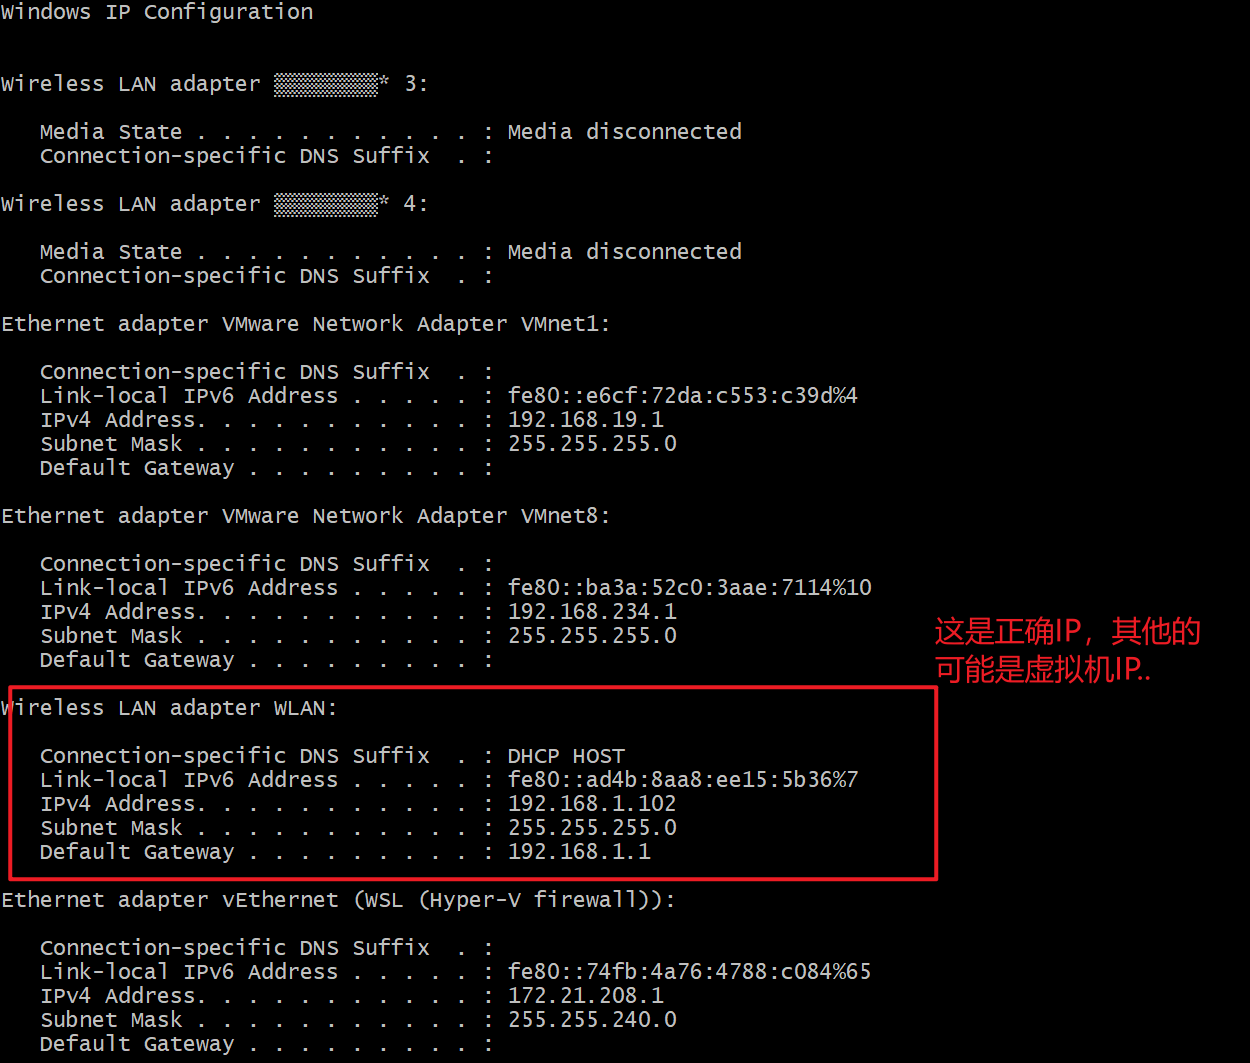 Windows IP Configuration
Wireless LAN adapter ▒▒▒▒▒▒▒▒* 3:
Media State . . . . . . . . . . . : Media disconnected
Connection-specific DNS Suffix  . :
Wireless LAN adapter ▒▒▒▒▒▒▒▒* 4:
Media State . . . . . . . . . . . : Media disconnected
Connection-specific DNS Suffix  . :
Ethernet adapter VMware Network Adapter VMnet1:
Connection-specific DNS Suffix  . :
Link-local IPv6 Address . . . . . : fe80::e6cf:72da:c553:c39d%4
IPv4 Address. . . . . . . . . . . : 192.168.19.1
Subnet Mask . . . . . . . . . . . : 255.255.255.0
Default Gateway . . . . . . . . . :
Ethernet adapter VMware Network Adapter VMnet8:
Connection-specific DNS Suffix  . :
Link-local IPv6 Address . . . . . : fe80::ba3a:52c0:3aae:7114%10
IPv4 Address. . . . . . . . . . . : 192.168.234.1
Subnet Mask . . . . . . . . . . . : 255.255.255.0
Default Gateway . . . . . . . . . :
这是正确IP，其他的
可能是虚拟机IP..
Wireless LAN adapter WLAN:
Connection-specific DNS Suffix  . : DHCP HOST
Link-local IPv6 Address . . . . . : fe80::ad4b:8aa8:ee15:5b36%7
IPv4 Address. . . . . . . . . . . : 192.168.1.102
Subnet Mask . . . . . . . . . . . : 255.255.255.0
Default Gateway . . . . . . . . . : 192.168.1.1
Ethernet adapter vEthernet (WSL (Hyper-V firewall)):
Connection-specific DNS Suffix  . :
Link-local IPv6 Address . . . . . : fe80::74fb:4a76:4788:c084%65
IPv4 Address. . . . . . . . . . . : 172.21.208.1
Subnet Mask . . . . . . . . . . . : 255.255.240.0
Default Gateway . . . . . . . . . :